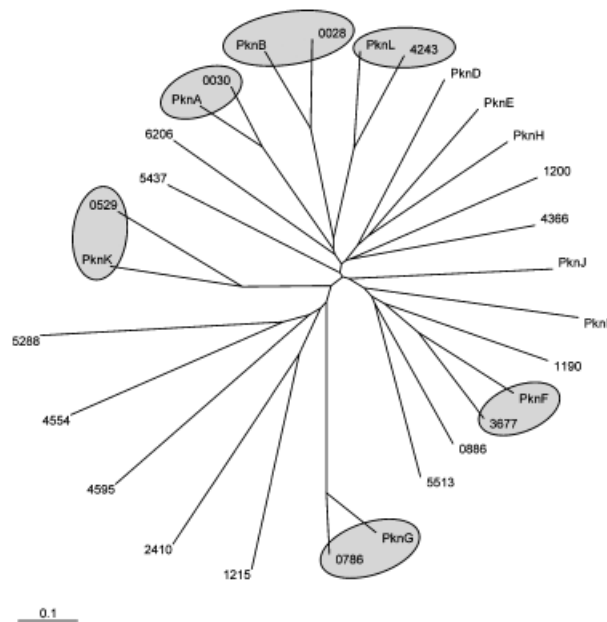 0028
PknB
PknL
4243
0030
PknD
PknA
PknE
6206
PknH
5437
1200
0529
4366
PknK
PknJ
5288
1190
PknF
4554
3677
0886
4595
5513
PknG
2410
0786
1215
0.1